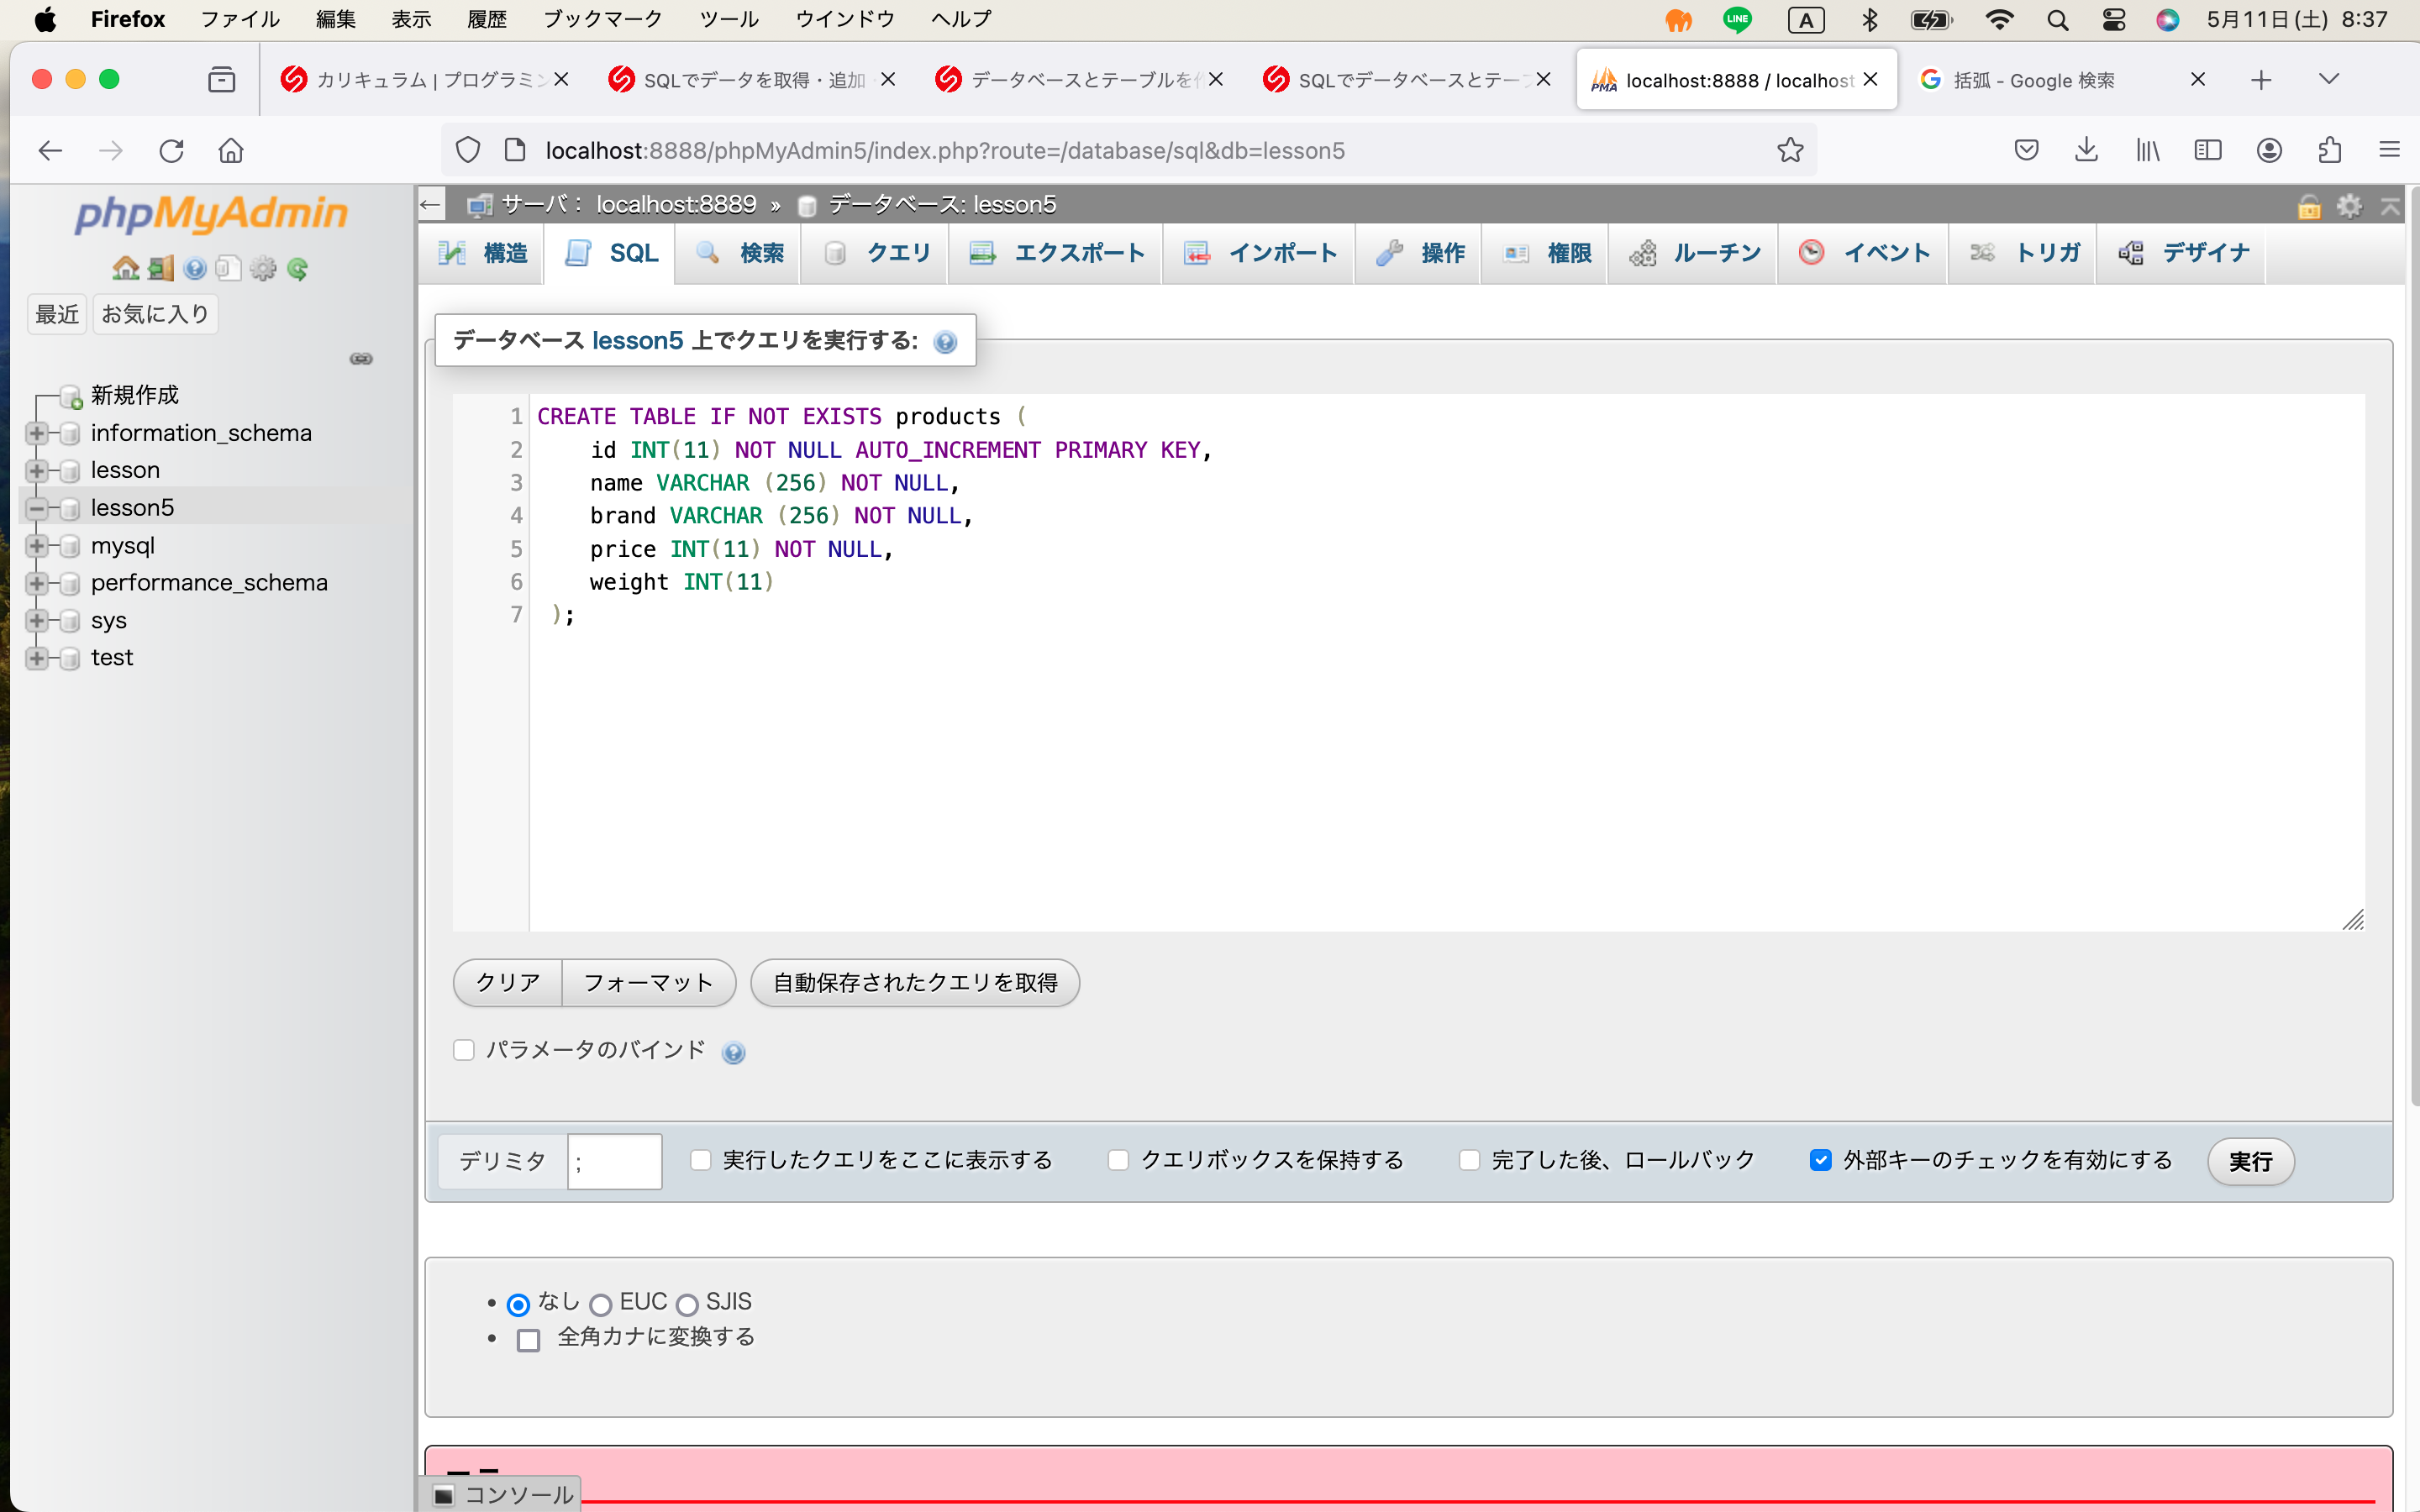 Firefox ファイル 編集 表示 履歴 ブックマーク ツール ウインドウ ヘルプ LINE A 5月11日(土) 8:37
カリキュラム | プログラミン SQLでデータを取得・追加 データベースとテーブルを SQLでデータベースとテー PMA localhost:8888 / localhost G 括弧 - Google 検索
localhost:8888/phpMyAdmin5/index.php?route=/database/sql&db=lesson5
phpMyAdmin
最近 お気に入り
新規作成
information_schema
lesson
lesson5
mysql
performance_schema
sys
test
サーバ: localhost:8889 » データベース: lesson5
構造 SQL 検索 クエリ エクスポート インポート 操作 権限 ルーチン イベント トリガ デザイナ
データベース lesson5 上でクエリを実行する:
1 CREATE TABLE IF NOT EXISTS products (
2 id INT(11) NOT NULL AUTO_INCREMENT PRIMARY KEY,
3 name VARCHAR (256) NOT NULL,
4 brand VARCHAR (256) NOT NULL,
5 price INT(11) NOT NULL,
6 weight INT(11)
7 );
クリア フォーマット 自動保存されたクエリを取得
パラメータのバインド
デリミタ ; 実行したクエリをここに表示する クエリボックスを保持する 完了した後、ロールバック 外部キーのチェックを有効にする 実行
• なし EUC SJIS
• 全角カナに変換する
コンソール